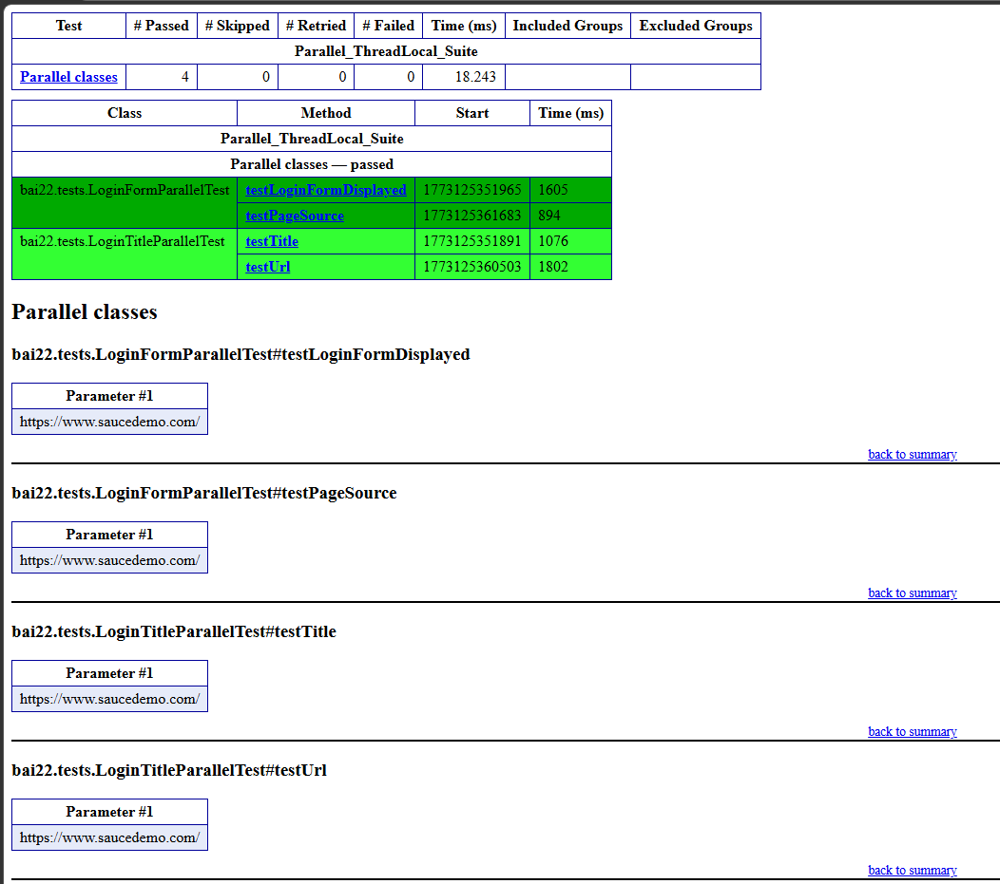 Test # Passed # Skipped # Retried # Failed Time (ms) Included Groups Excluded Groups
Parallel_ThreadLocal_Suite
Parallel classes 4 0 0 0 18.243
Class Method Start Time (ms)
Parallel_ThreadLocal_Suite
Parallel classes — passed
bai22.tests.LoginFormParallelTest testLoginFormDisplayed 1773125351965 1605
testPageSource 1773125361683 894
bai22.tests.LoginTitleParallelTest testTitle 1773125351891 1076
testUrl 1773125360503 1802
Parallel classes
bai22.tests.LoginFormParallelTest#testLoginFormDisplayed
Parameter #1
https://www.saucedemo.com/
back to summary
bai22.tests.LoginFormParallelTest#testPageSource
Parameter #1
https://www.saucedemo.com/
back to summary
bai22.tests.LoginTitleParallelTest#testTitle
Parameter #1
https://www.saucedemo.com/
back to summary
bai22.tests.LoginTitleParallelTest#testUrl
Parameter #1
https://www.saucedemo.com/
back to summary